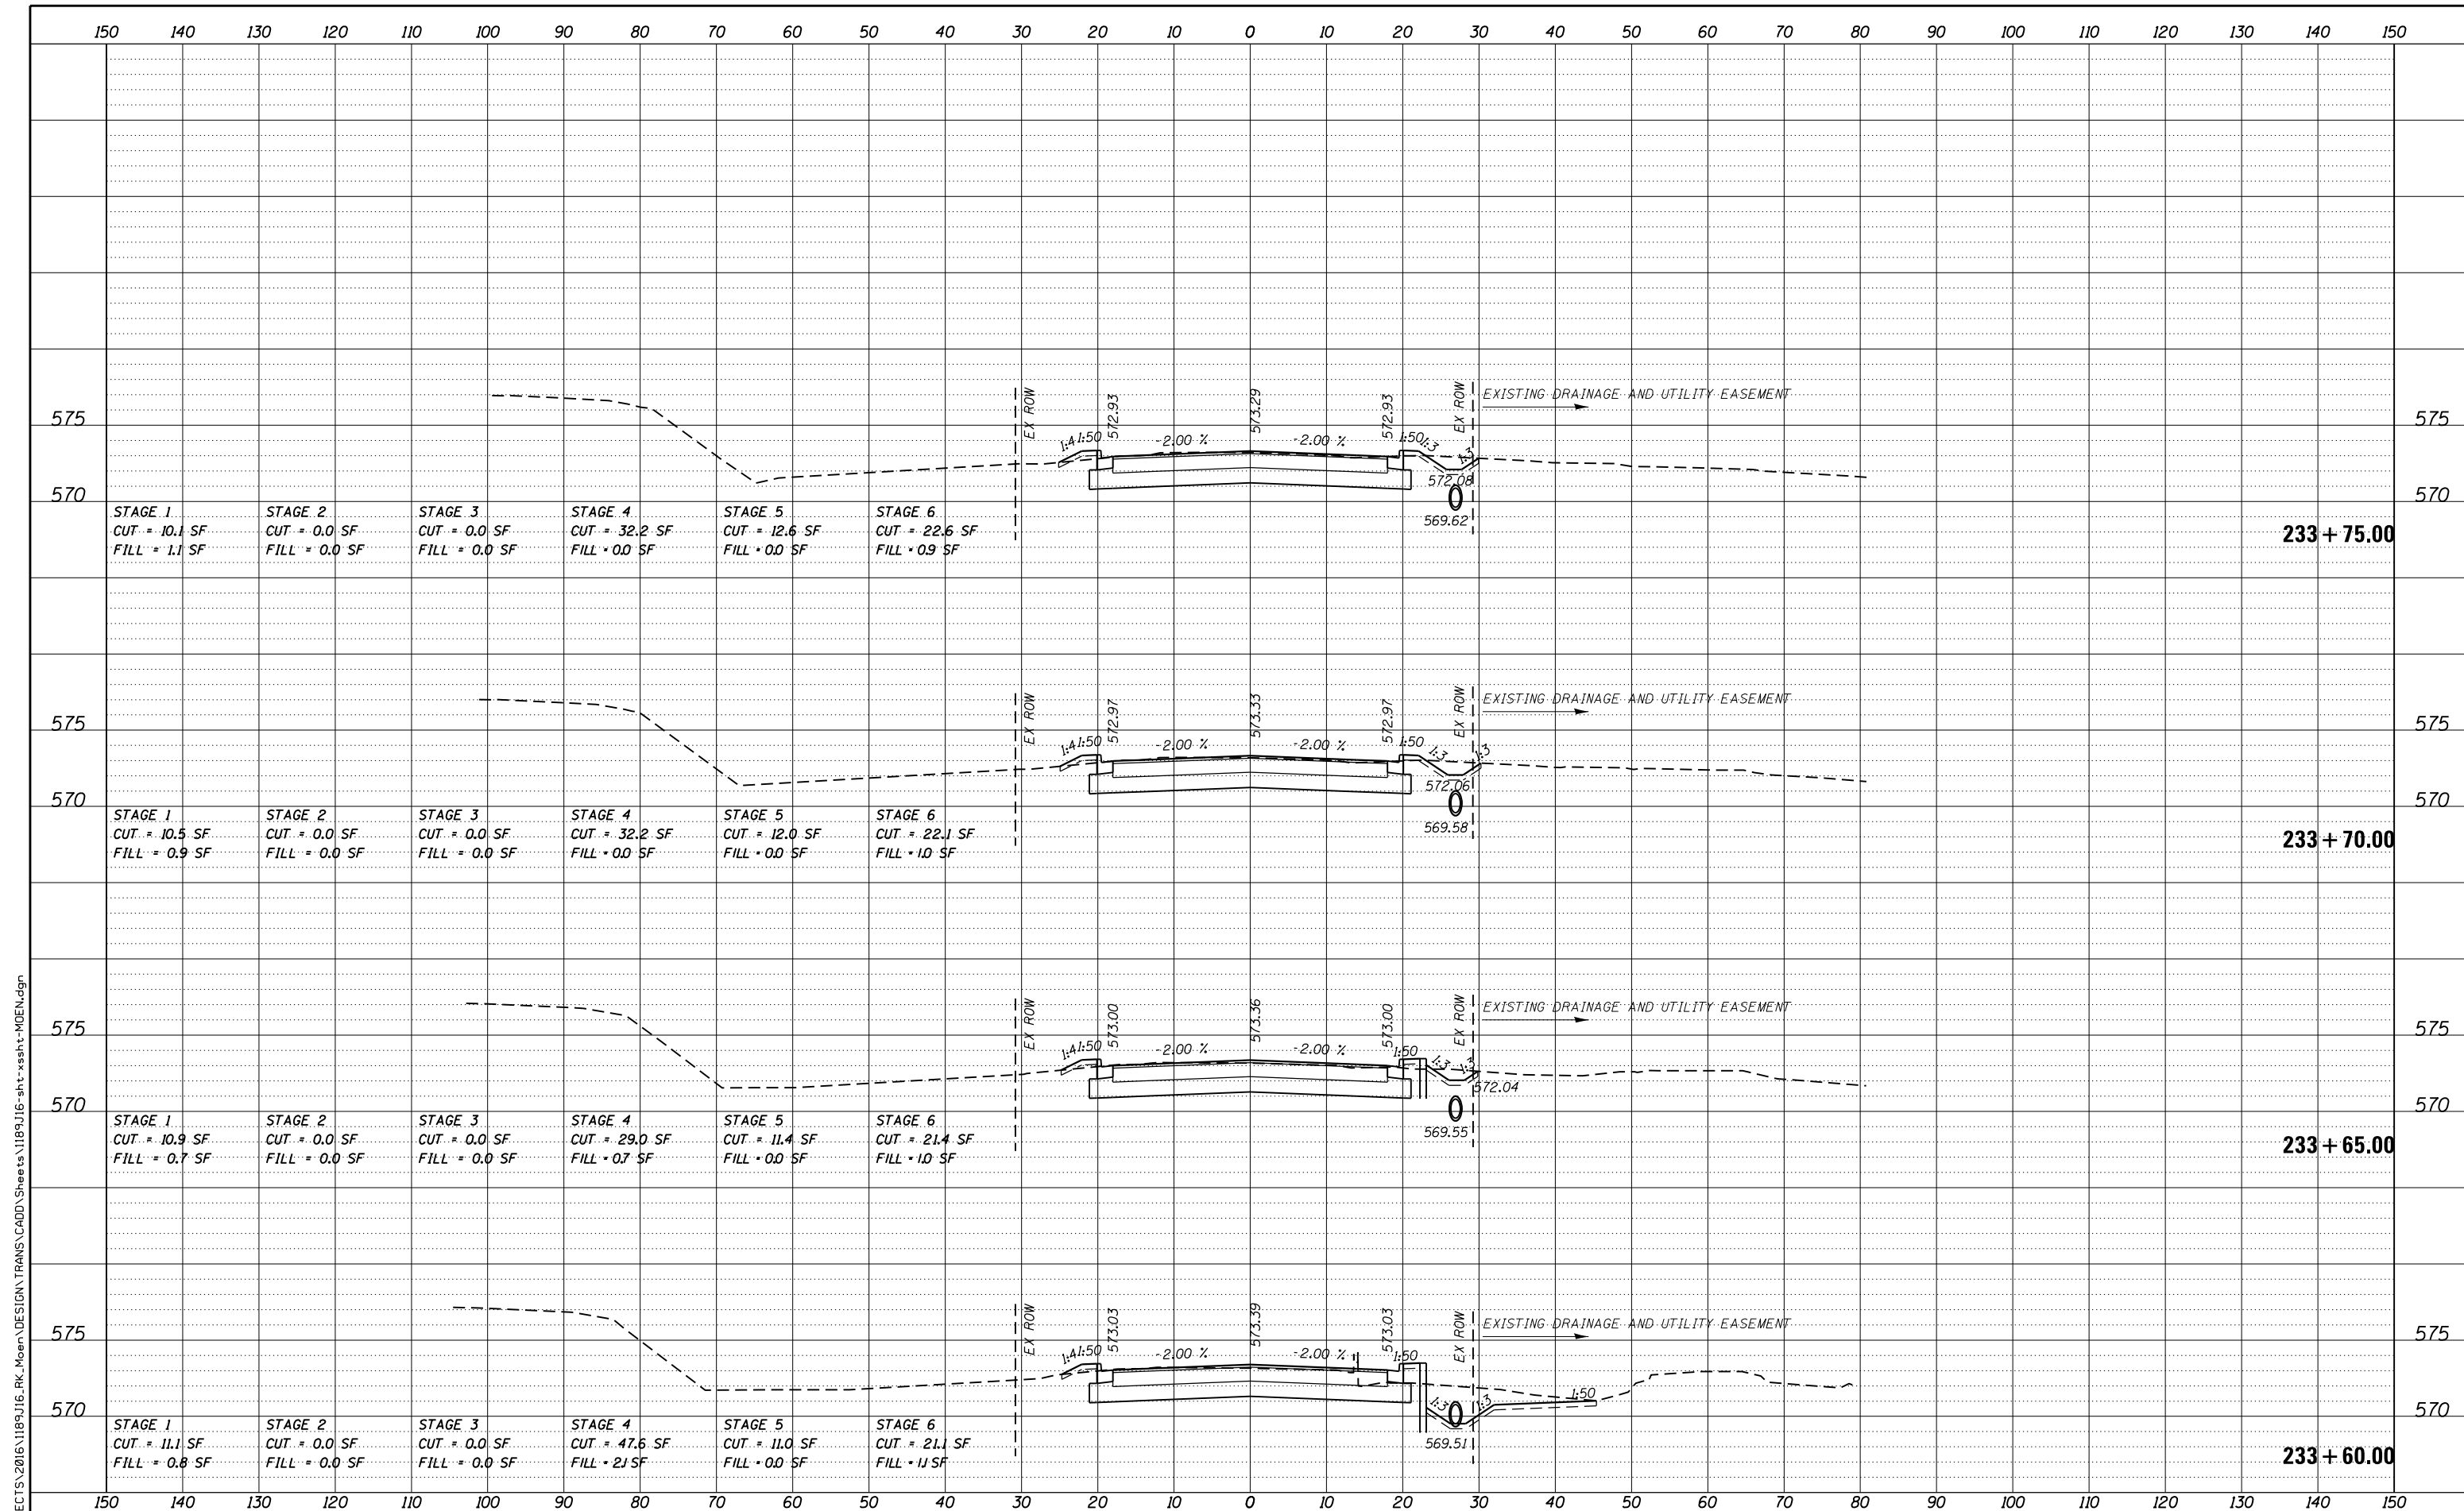 150 140 130 120 110 100 90 80 70 60 50 40 30 20 10 0 10 20 30 40 50 60 70 80 90 100 110 120 130 140 150
EX ROW 572.93 573.29 572.93 EX ROW EXISTING DRAINAGE AND UTILITY EASEMENT
575 575
1:4 1:50 -2.00 % -2.00 % 1:50 1:3 1:3
572.08
570 570
569.62
STAGE 1 STAGE 2 STAGE 3 STAGE 4 STAGE 5 STAGE 6
CUT = 10.1 SF CUT = 0.0 SF CUT = 0.0 SF CUT = 32.2 SF CUT = 12.6 SF CUT = 22.6 SF
233+75.00
FILL = 1.1 SF FILL = 0.0 SF FILL = 0.0 SF FILL = 0.0 SF FILL = 0.0 SF FILL = 0.9 SF
EX ROW 572.97 573.33 572.97 EX ROW EXISTING DRAINAGE AND UTILITY EASEMENT
575 575
1:4 1:50 -2.00 % -2.00 % 1:50 1:3 1:3
572.06
570 570
569.58
STAGE 1 STAGE 2 STAGE 3 STAGE 4 STAGE 5 STAGE 6
CUT = 10.5 SF CUT = 0.0 SF CUT = 0.0 SF CUT = 32.2 SF CUT = 12.0 SF CUT = 22.1 SF
233+70.00
FILL = 0.9 SF FILL = 0.0 SF FILL = 0.0 SF FILL = 0.0 SF FILL = 0.0 SF FILL = 1.0 SF
EX ROW 573.00 573.36 573.00 EX ROW EXISTING DRAINAGE AND UTILITY EASEMENT
575 575
1:4 1:50 -2.00 % -2.00 % 1:50 1:3 1:3
572.04
570 570
569.55
STAGE 1 STAGE 2 STAGE 3 STAGE 4 STAGE 5 STAGE 6
CUT = 10.9 SF CUT = 0.0 SF CUT = 0.0 SF CUT = 29.0 SF CUT = 11.4 SF CUT = 21.4 SF
233+65.00
FILL = 0.7 SF FILL = 0.0 SF FILL = 0.0 SF FILL = 0.7 SF FILL = 0.0 SF FILL = 1.0 SF
EX ROW 573.03 573.39 573.03 EX ROW EXISTING DRAINAGE AND UTILITY EASEMENT
575 575
1:4 1:50 -2.00 % -2.00 % 1:50
1:3 1:3 1:50
570 570
569.51
STAGE 1 STAGE 2 STAGE 3 STAGE 4 STAGE 5 STAGE 6
CUT = 11.1 SF CUT = 0.0 SF CUT = 0.0 SF CUT = 47.6 SF CUT = 11.0 SF CUT = 21.1 SF
233+60.00
FILL = 0.8 SF FILL = 0.0 SF FILL = 0.0 SF FILL = 2.1 SF FILL = 0.0 SF FILL = 1.1 SF
150 140 130 120 110 100 90 80 70 60 50 40 30 20 10 0 10 20 30 40 50 60 70 80 90 100 110 120 130 140 150
ECTS\2016\1189J16_RK_Moen\DESIGN\TRANS\CADD\Sheets\1189J16-sht-xssht-MOEN.dgn